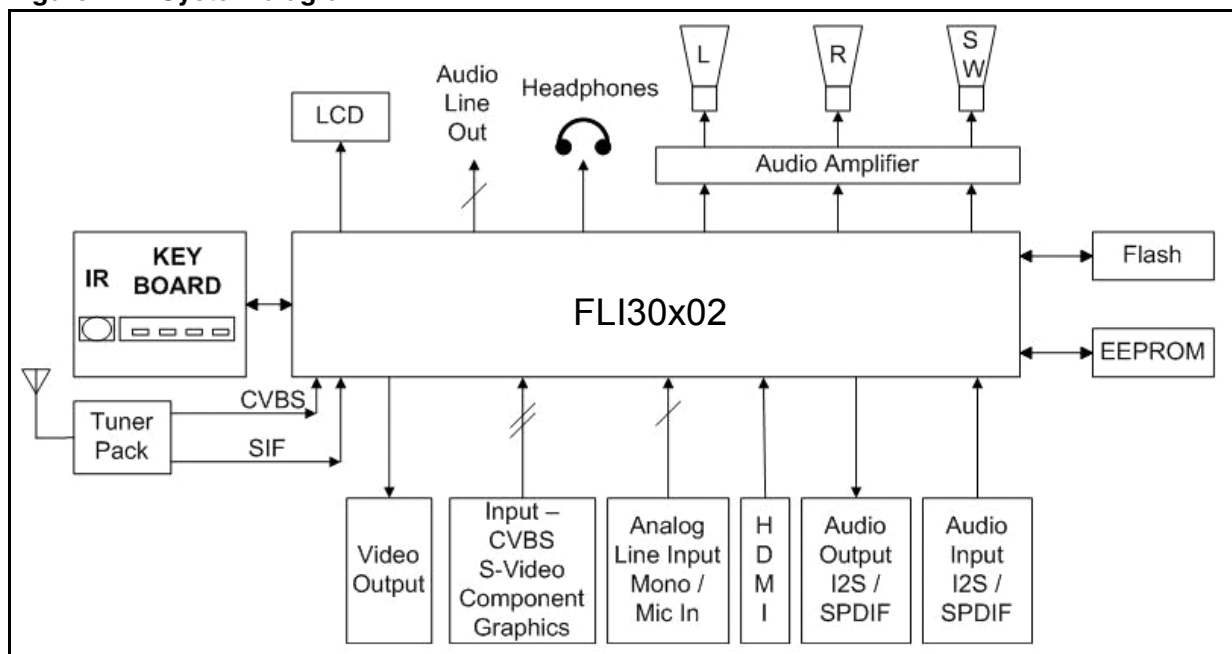 L
R
S
W
Audio
Line
Out
Headphones
LCD
Audio Amplifier
IR
KEY
BOARD
FLI30x02
Flash
EEPROM
Tuner
Pack
CVBS
SIF
Video
Output
Input –
CVBS
S-Video
Component
Graphics
Analog
Line Input
Mono /
Mic In
H
D
M
I
Audio
Output
I2S /
SPDIF
Audio
Input
I2S /
SPDIF